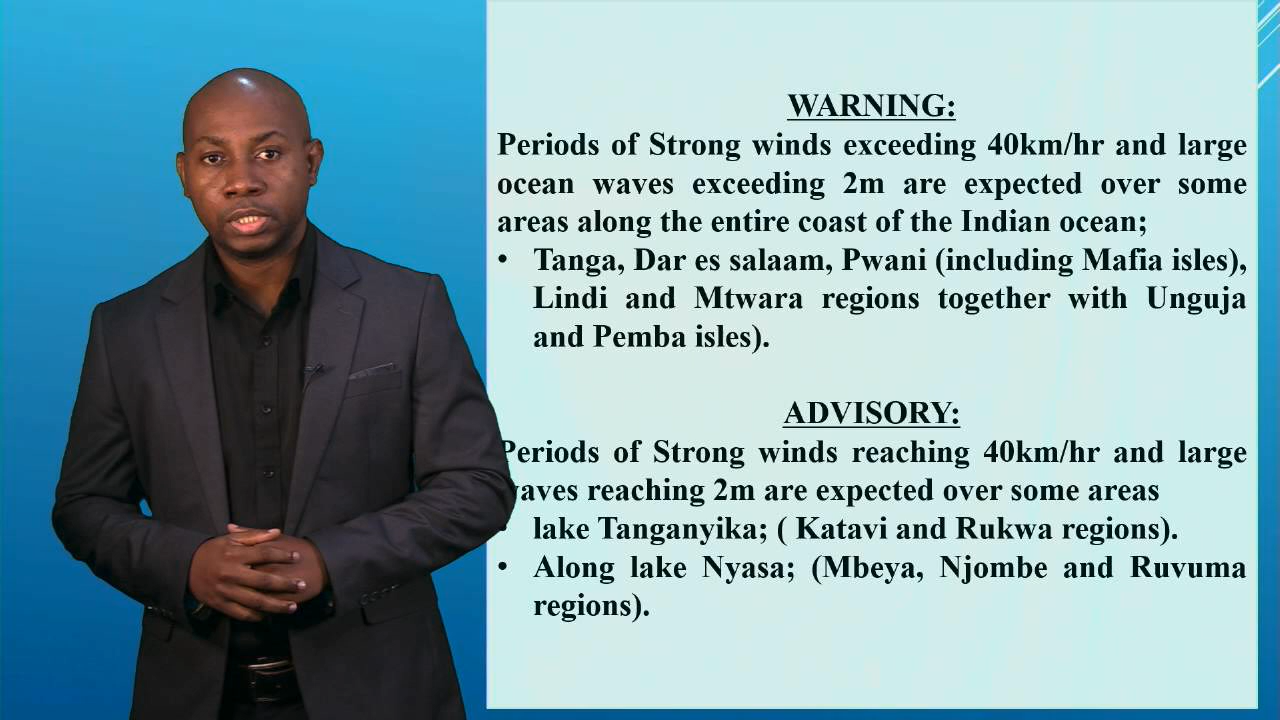 WARNING:
Periods of Strong winds exceeding 40km/hr and large
ocean waves exceeding 2m are expected over some
areas along the entire coast of the Indian ocean;
• Tanga, Dar es salaam, Pwani (including Mafia isles),
Lindi and Mtwara regions together with Unguja
and Pemba isles).
ADVISORY:
Periods of Strong winds reaching 40km/hr and large
waves reaching 2m are expected over some areas
• lake Tanganyika; ( Katavi and Rukwa regions).
• Along lake Nyasa; (Mbeya, Njombe and Ruvuma
regions).